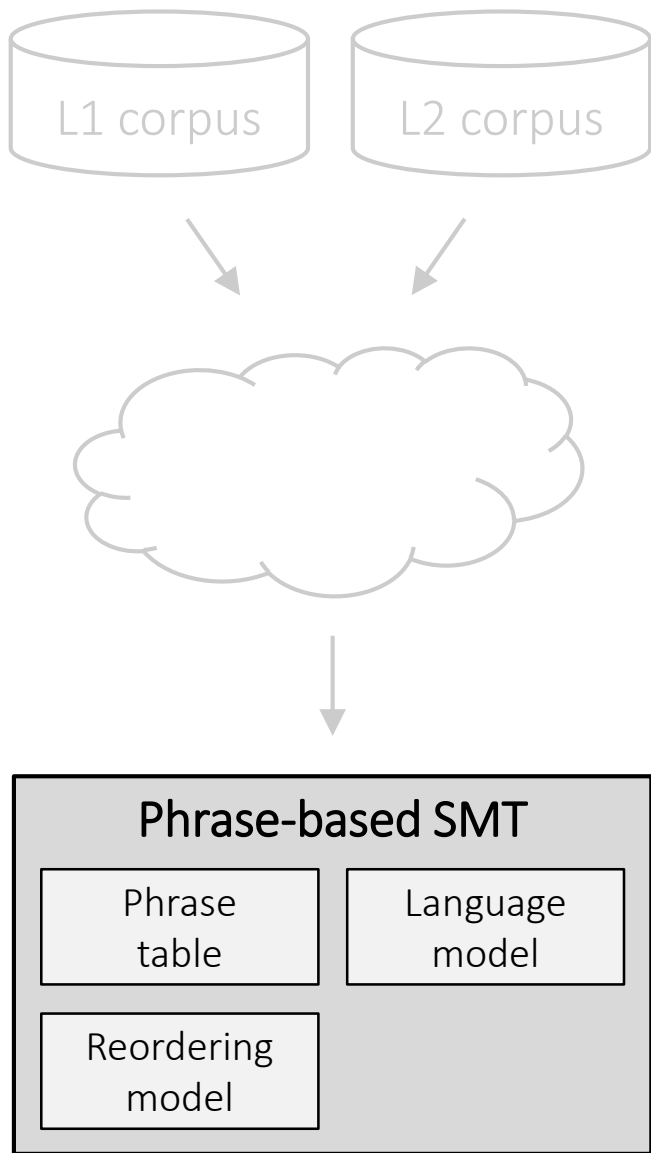 L1 corpus
L2 corpus
Phrase-based SMT
Phrase
table
Language
model
Reordering
model